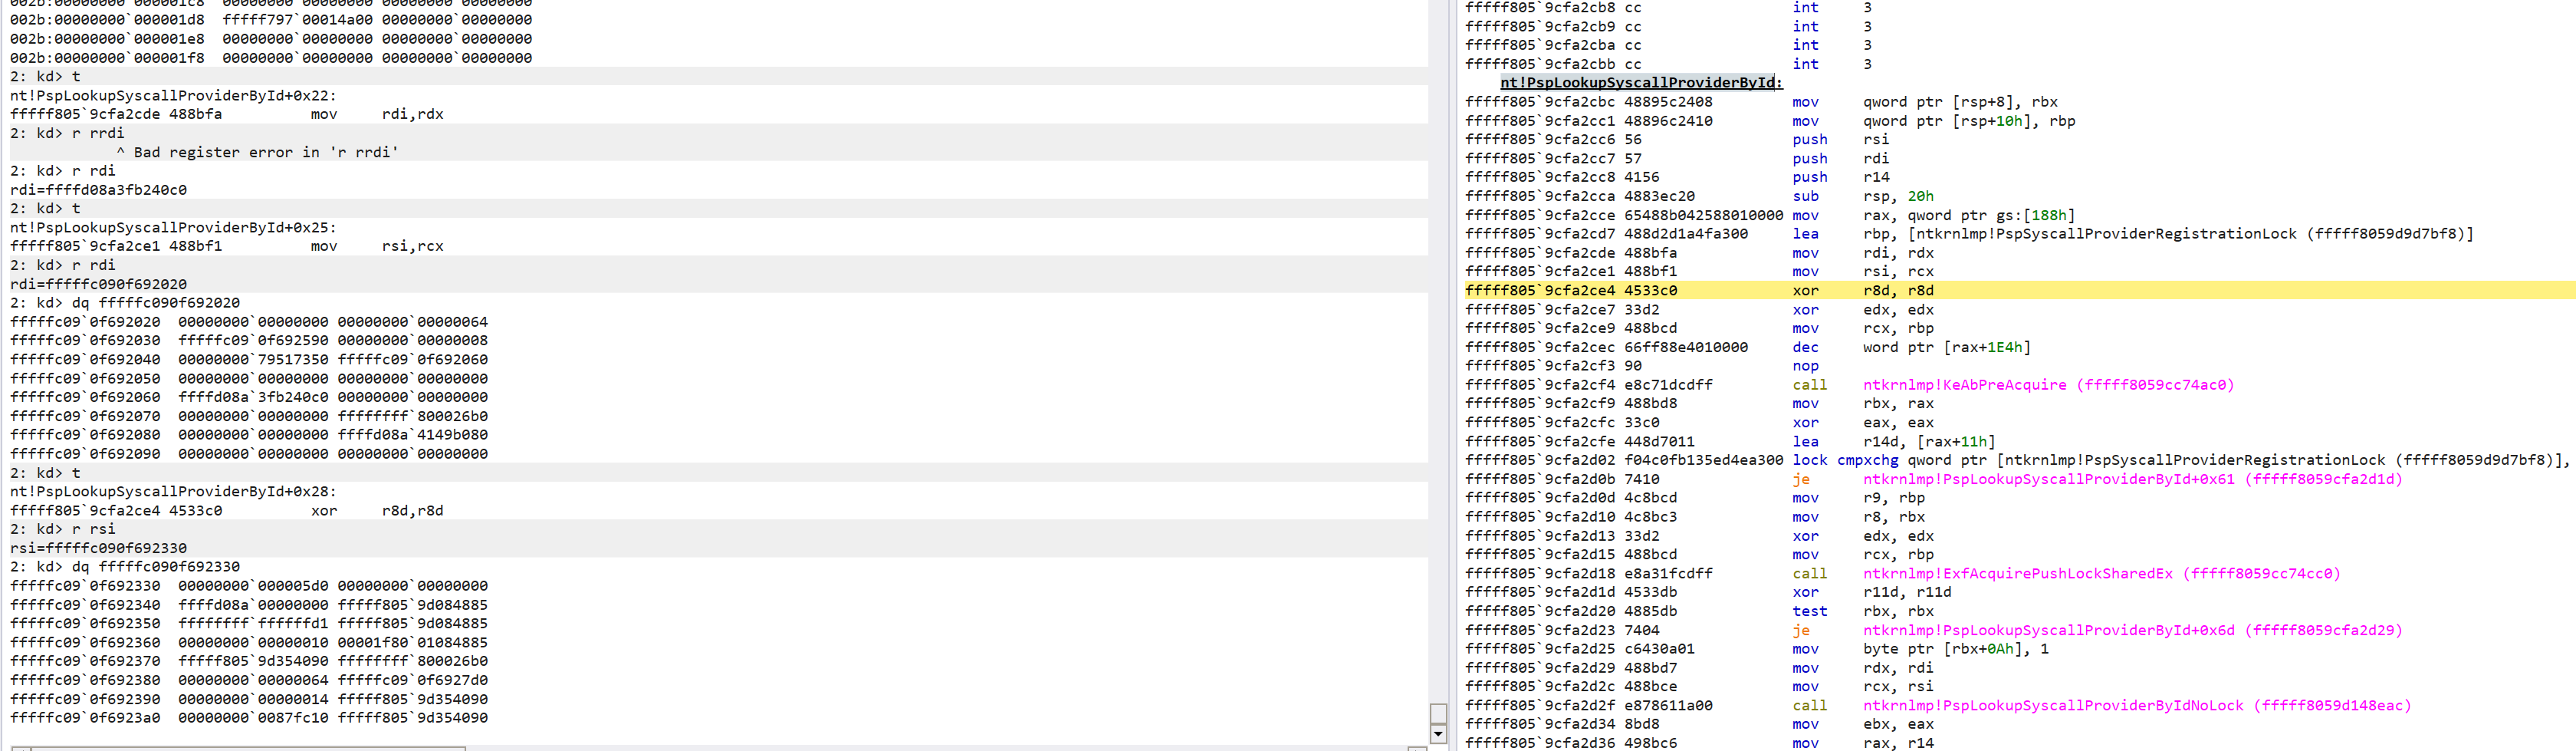 002b:00000000`000001c8  00000000`00000000 00000000`00000000
002b:00000000`000001d8  fffff797`00014a00 00000000`00000000
002b:00000000`000001e8  00000000`00000000 00000000`00000000
002b:00000000`000001f8  00000000`00000000 00000000`00000000
2: kd> t
nt!PspLookupSyscallProviderById+0x22:
fffff805`9cfa2cde 488bfa          mov     rdi,rdx
2: kd> r rrdi
^ Bad register error in 'r rrdi'
2: kd> r rdi
rdi=ffffd08a3fb240c0
2: kd> t
nt!PspLookupSyscallProviderById+0x25:
fffff805`9cfa2ce1 488bf1          mov     rsi,rcx
2: kd> r rdi
rdi=fffffc090f692020
2: kd> dq fffffc090f692020
fffffc09`0f692020  00000000`00000000 00000000`00000064
fffffc09`0f692030  fffffc09`0f692590 00000000`00000008
fffffc09`0f692040  00000000`79517350 fffffc09`0f692060
fffffc09`0f692050  00000000`00000000 00000000`00000000
fffffc09`0f692060  ffffd08a`3fb240c0 00000000`00000000
fffffc09`0f692070  00000000`00000000 ffffffff`800026b0
fffffc09`0f692080  00000000`00000000 ffffd08a`4149b080
fffffc09`0f692090  00000000`00000000 00000000`00000000
2: kd> t
nt!PspLookupSyscallProviderById+0x28:
fffff805`9cfa2ce4 4533c0          xor     r8d,r8d
2: kd> r rsi
rsi=fffffc090f692330
2: kd> dq fffffc090f692330
fffffc09`0f692330  00000000`000005d0 00000000`00000000
fffffc09`0f692340  ffffd08a`00000000 fffff805`9d084885
fffffc09`0f692350  ffffffff`ffffffd1 fffff805`9d084885
fffffc09`0f692360  00000000`00000010 00001f80`01084885
fffffc09`0f692370  fffff805`9d354090 ffffffff`800026b0
fffffc09`0f692380  00000000`00000064 fffffc09`0f6927d0
fffffc09`0f692390  00000000`00000014 fffff805`9d354090
fffffc09`0f6923a0  00000000`0087fc10 fffff805`9d354090
fffff805`9cfa2cb8 cc int 3
fffff805`9cfa2cb9 cc int 3
fffff805`9cfa2cba cc int 3
fffff805`9cfa2cbb cc int 3
nt!PspLookupSyscallProviderById:
fffff805`9cfa2cbc 48895c2408 mov qword ptr [rsp+8], rbx
fffff805`9cfa2cc1 48896c2410 mov qword ptr [rsp+10h], rbp
fffff805`9cfa2cc6 56 push rsi
fffff805`9cfa2cc7 57 push rdi
fffff805`9cfa2cc8 4156 push r14
fffff805`9cfa2cca 4883ec20 sub rsp, 20h
fffff805`9cfa2cce 65488b042588010000 mov rax, qword ptr gs:[188h]
fffff805`9cfa2cd7 488d2d1a4fa300 lea rbp, [ntkrnlmp!PspSyscallProviderRegistrationLock (fffff8059d9d7bf8)]
fffff805`9cfa2cde 488bfa mov rdi, rdx
fffff805`9cfa2ce1 488bf1 mov rsi, rcx
fffff805`9cfa2ce4 4533c0 xor r8d, r8d
fffff805`9cfa2ce7 33d2 xor edx, edx
fffff805`9cfa2ce9 488bcd mov rcx, rbp
fffff805`9cfa2cec 66ff88e4010000 dec word ptr [rax+1E4h]
fffff805`9cfa2cf3 90 nop
fffff805`9cfa2cf4 e8c71dcdff call ntkrnlmp!KeAbPreAcquire (fffff8059cc74ac0)
fffff805`9cfa2cf9 488bd8 mov rbx, rax
fffff805`9cfa2cfc 33c0 xor eax, eax
fffff805`9cfa2cfe 448d7011 lea r14d, [rax+11h]
fffff805`9cfa2d02 f04c0fb135ed4ea300 lock cmpxchg qword ptr [ntkrnlmp!PspSyscallProviderRegistrationLock (fffff8059d9d7bf8)],
fffff805`9cfa2d0b 7410 je ntkrnlmp!PspLookupSyscallProviderById+0x61 (fffff8059cfa2d1d)
fffff805`9cfa2d0d 4c8bcd mov r9, rbp
fffff805`9cfa2d10 4c8bc3 mov r8, rbx
fffff805`9cfa2d13 33d2 xor edx, edx
fffff805`9cfa2d15 488bcd mov rcx, rbp
fffff805`9cfa2d18 e8a31fcdff call ntkrnlmp!ExfAcquirePushLockSharedEx (fffff8059cc74cc0)
fffff805`9cfa2d1d 4533db xor r11d, r11d
fffff805`9cfa2d20 4885db test rbx, rbx
fffff805`9cfa2d23 7404 je ntkrnlmp!PspLookupSyscallProviderById+0x6d (fffff8059cfa2d29)
fffff805`9cfa2d25 c6430a01 mov byte ptr [rbx+0Ah], 1
fffff805`9cfa2d29 488bd7 mov rdx, rdi
fffff805`9cfa2d2c 488bce mov rcx, rsi
fffff805`9cfa2d2f e878611a00 call ntkrnlmp!PspLookupSyscallProviderByIdNoLock (fffff8059d148eac)
fffff805`9cfa2d34 8bd8 mov ebx, eax
fffff805`9cfa2d36 498bc6 mov rax, r14